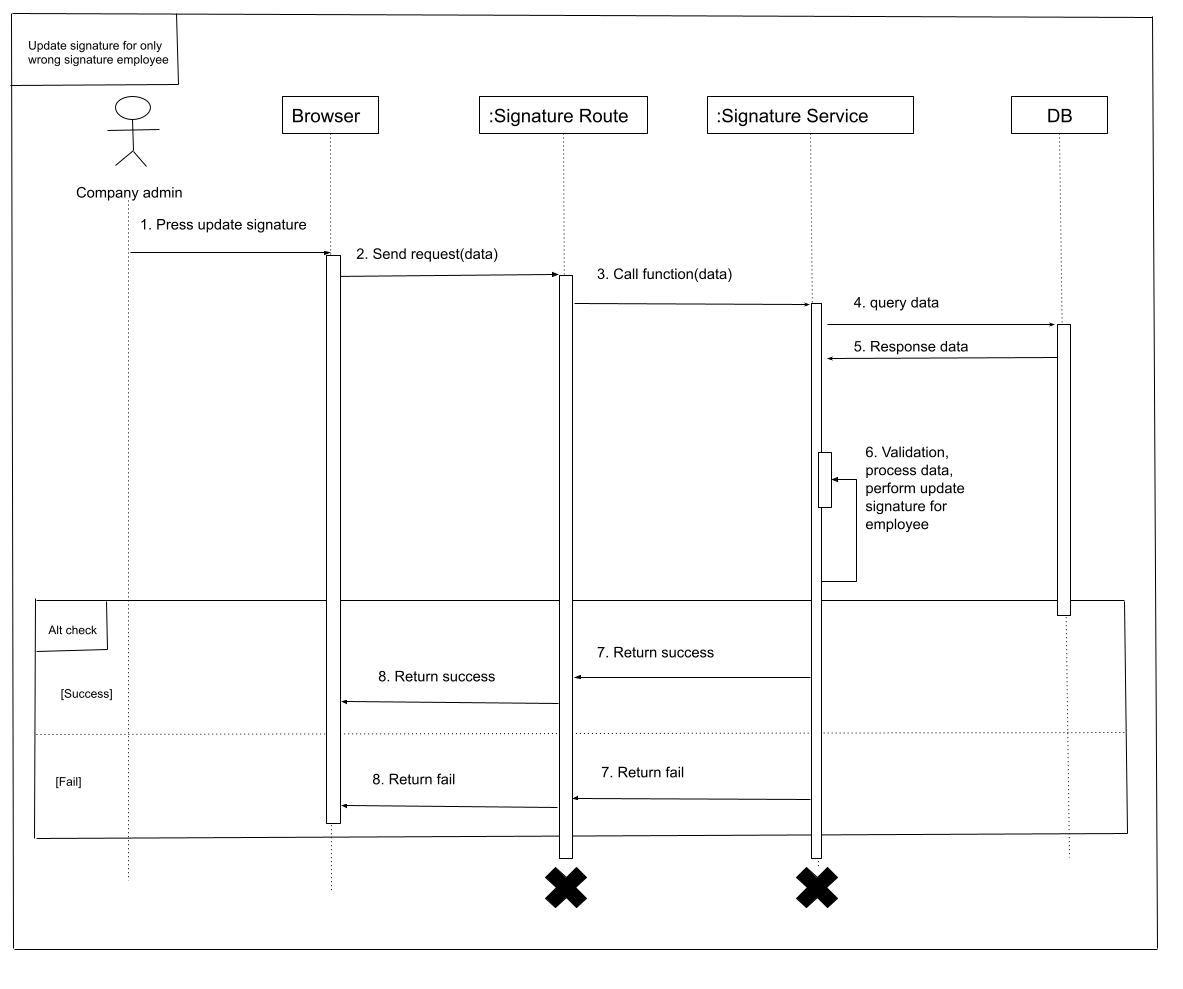 Update signature for only
wrong signature employee
Browser
:Signature Route
:Signature Service
DB
Company admin
1. Press update signature
2. Send request(data)
3. Call function(data)
4. query data
5. Response data
6. Validation,
process data,
perform update
signature for
employee
Alt check
7. Return success
8. Return success
[Success]
7. Return fail
8. Return fail
[Fail]